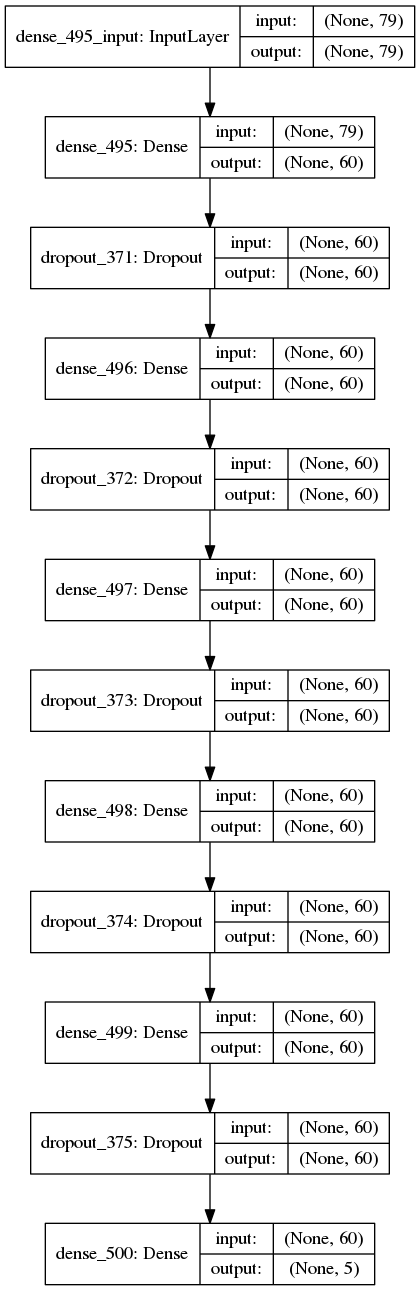 dense_495_input: InputLayer input: (None, 79)
output: (None, 79)
dense_495: Dense input: (None, 79)
output: (None, 60)
dropout_371: Dropout input: (None, 60)
output: (None, 60)
dense_496: Dense input: (None, 60)
output: (None, 60)
dropout_372: Dropout input: (None, 60)
output: (None, 60)
dense_497: Dense input: (None, 60)
output: (None, 60)
dropout_373: Dropout input: (None, 60)
output: (None, 60)
dense_498: Dense input: (None, 60)
output: (None, 60)
dropout_374: Dropout input: (None, 60)
output: (None, 60)
dense_499: Dense input: (None, 60)
output: (None, 60)
dropout_375: Dropout input: (None, 60)
output: (None, 60)
dense_500: Dense input: (None, 60)
output: (None, 5)